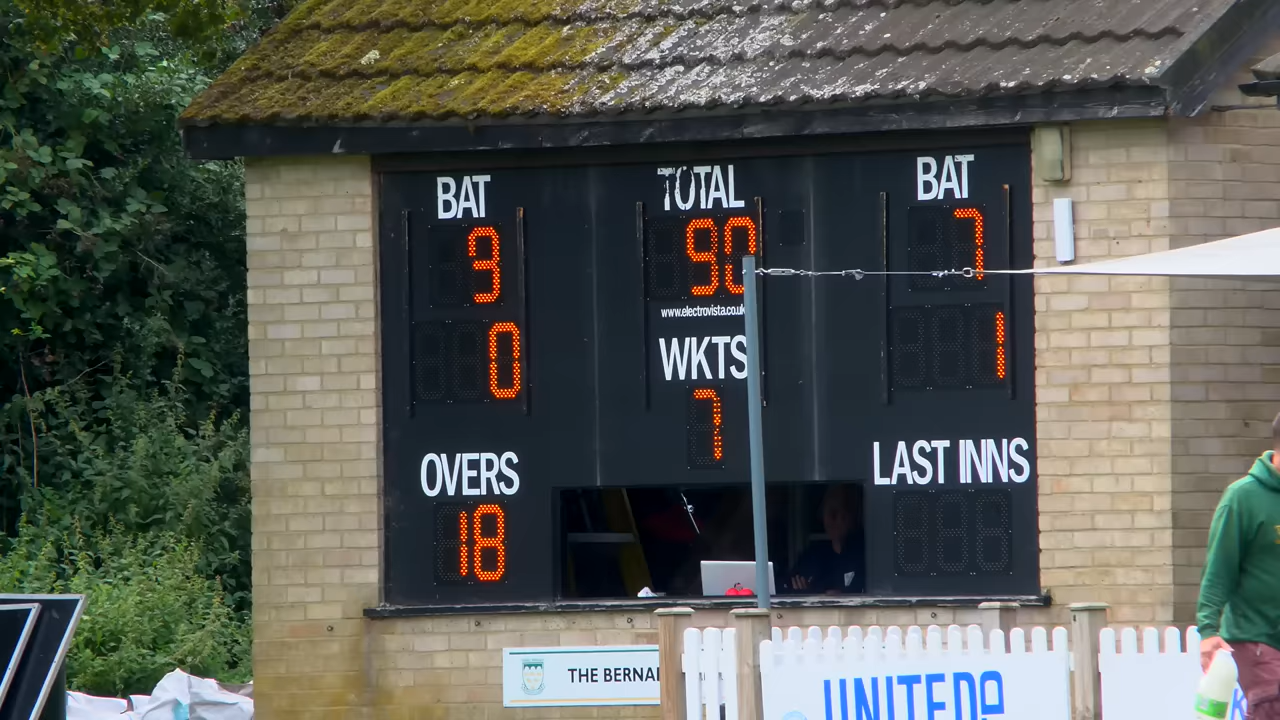 BAT TOTAL BAT
9 90 7
www.electrovista.co.uk
0 WKTS 1
7
OVERS LAST INNS
18
THE BERNA
UNITED